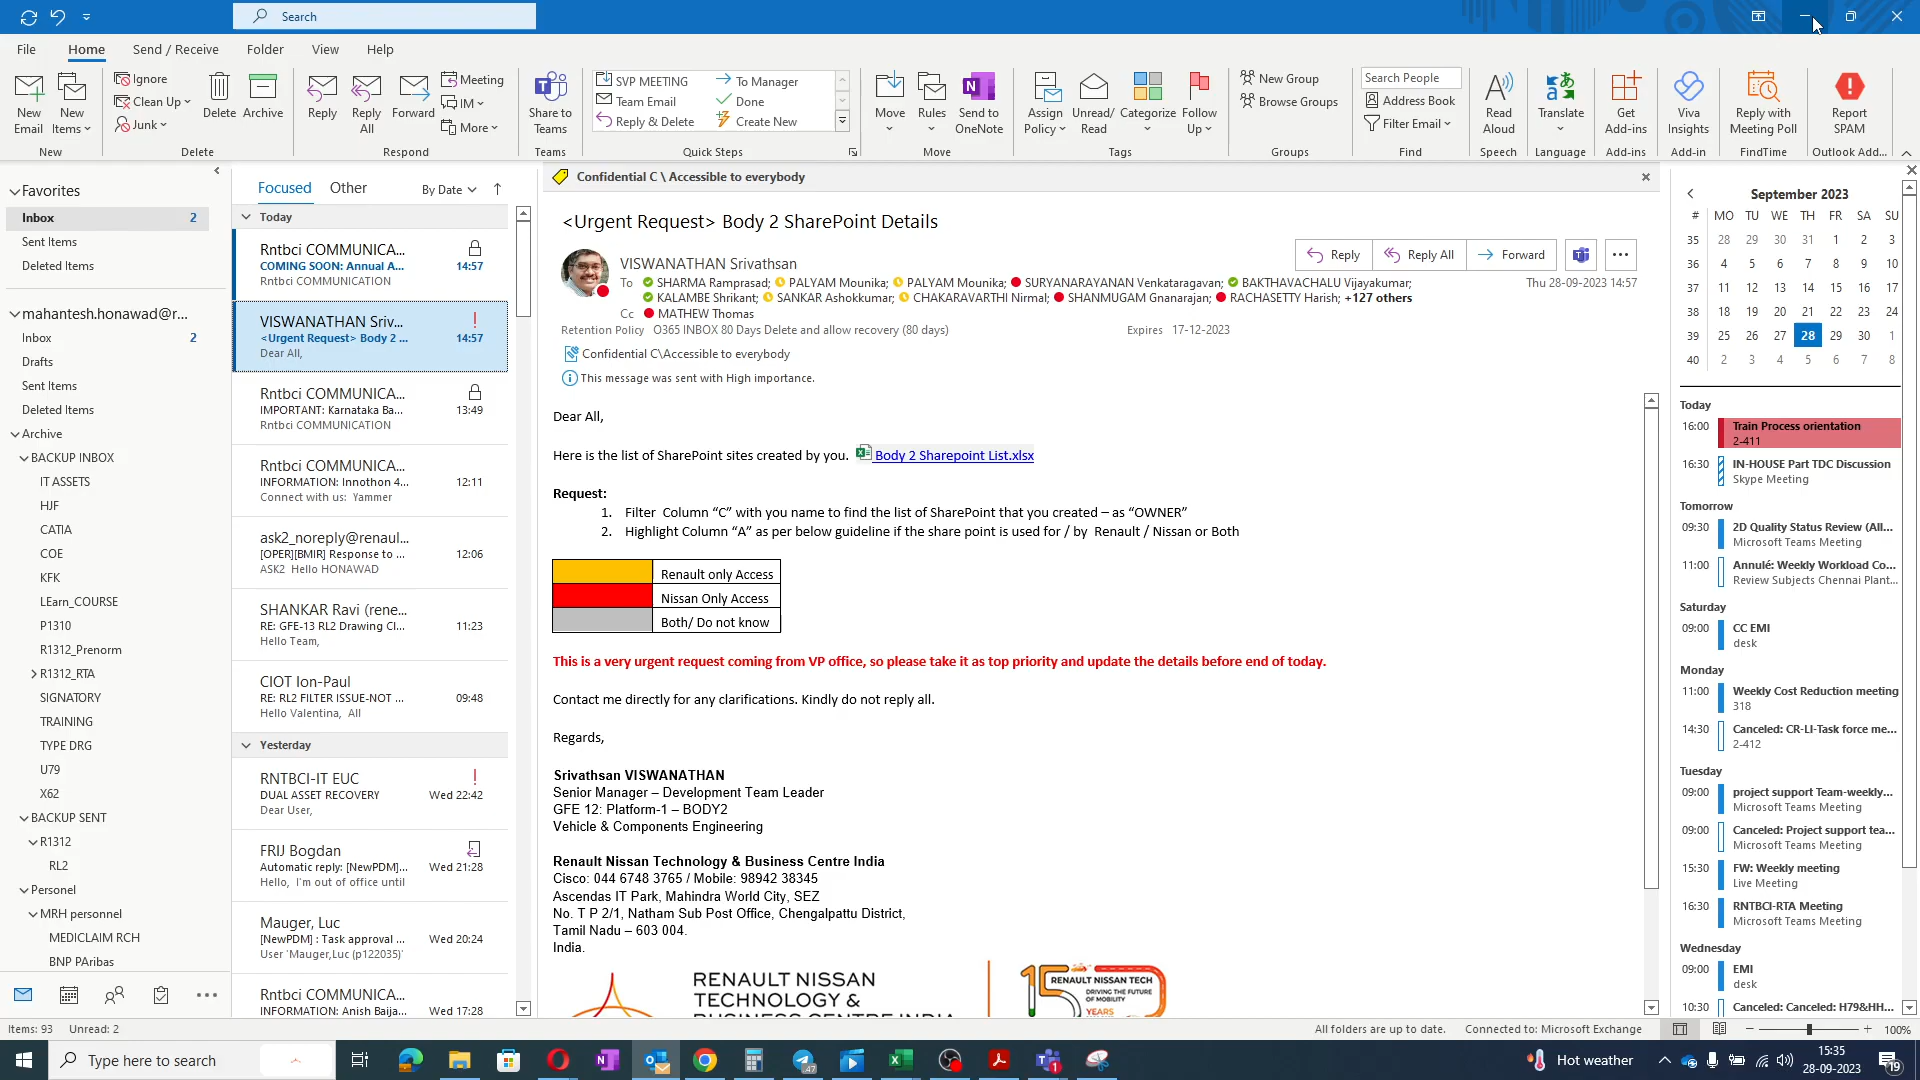 Search
File
Home
Send / Receive
Folder
View
Help
New
Email
New
Items
New
Ignore
Clean Up
Junk
Delete
Archive
Delete
Reply
Reply
All
Forward
Meeting
IM
More
Respond
Share to
Teams
Teams
SVP MEETING
Team Email
Reply & Delete
To Manager
Done
Create New
Quick Steps
Move
Rules
Send to
OneNote
Move
Assign
Policy
Unread/
Read
Categorize
Follow
Up
Tags
New Group
Browse Groups
Groups
Search People
Address Book
Filter Email
Find
Read
Aloud
Speech
Translate
Language
Get
Add-ins
Add-ins
Viva
Insights
Add-in
Reply with
Meeting Poll
FindTime
Report
SPAM
Outlook Add...
Favorites
Inbox 2
Sent Items
Deleted Items
mahantesh.honawad@r...
Inbox 2
Drafts
Sent Items
Deleted Items
Archive
BACKUP INBOX
IT ASSETS
HJF
CATIA
COE
KFK
LEarn_COURSE
P1310
R1312_Prenorm
R1312_RTA
SIGNATORY
TRAINING
TYPE DRG
U79
X62
BACKUP SENT
R1312
RL2
Personel
MRH personnel
MEDICLAIM RCH
BNP PAribas
Focused Other By Date
Today
Rntbci COMMUNICA...
COMING SOON: Annual A... 14:57
Rntbci COMMUNICATION
VISWANATHAN Sriv...
<Urgent Request> Body 2 ... 14:57
Dear All,
Rntbci COMMUNICA...
IMPORTANT: Karnataka Ba... 13:49
Rntbci COMMUNICATION
Rntbci COMMUNICA...
INFORMATION: Innothon 4... 12:11
Connect with us: Yammer
ask2_noreply@renaul...
[OPER][BMIR] Response to ... 12:06
ASK2 Hello HONAWAD
SHANKAR Ravi (rene...
RE: GFE-13 RL2 Drawing Cl... 11:23
Hello Team,
CIOT Ion-Paul
RE: RL2 FILTER ISSUE-NOT ... 09:48
Hello Valentina, All
Yesterday
RNTBCI-IT EUC
DUAL ASSET RECOVERY Wed 22:42
Dear User,
FRIJ Bogdan
Automatic reply: [NewPDM]... Wed 21:28
Hello, I'm out of office until
Mauger, Luc
[NewPDM] : Task approval ... Wed 20:24
User 'Mauger,Luc (p122035)'
Rntbci COMMUNICA...
INFORMATION: Anish Baija... Wed 17:28
Confidential C \ Accessible to everybody
<Urgent Request> Body 2 SharePoint Details
VISWANATHAN Srivathsan
Reply
Reply All
Forward
To SHARMA Ramprasad; PALYAM Mounika; PALYAM Mounika; SURYANARAYANAN Venkataragavan; BAKTHAVACHALU Vijayakumar;
Thu 28-09-2023 14:57
KALAMBE Shrikant; SANKAR Ashokkumar; CHAKARAVARTHI Nirmal; SHANMUGAM Gnanarajan; RACHASETTY Harish; +127 others
Cc MATHEW Thomas
Retention Policy O365 INBOX 80 Days Delete and allow recovery (80 days) Expires 17-12-2023
Confidential C\Accessible to everybody
This message was sent with High importance.
Dear All,
Here is the list of SharePoint sites created by you. Body 2 Sharepoint List.xlsx
Request:
1. Filter Column “C” with you name to find the list of SharePoint that you created – as “OWNER”
2. Highlight Column “A” as per below guideline if the share point is used for / by Renault / Nissan or Both
Renault only Access
Nissan Only Access
Both/ Do not know
This is a very urgent request coming from VP office, so please take it as top priority and update the details before end of today.
Contact me directly for any clarifications. Kindly do not reply all.
Regards,
Srivathsan VISWANATHAN
Senior Manager – Development Team Leader
GFE 12: Platform-1 – BODY2
Vehicle & Components Engineering
Renault Nissan Technology & Business Centre India
Cisco: 044 6748 3765 / Mobile: 98942 38345
Ascendas IT Park, Mahindra World City, SEZ
No. T P 2/1, Natham Sub Post Office, Chengalpattu District,
Tamil Nadu – 603 004.
India.
RENAULT NISSAN
TECHNOLOGY &
BUSINESS CENTRE INDIA
15
YEARS
RENAULT NISSAN TECH
DRIVING THE FUTURE
OF MOBILITY
September 2023
# MO TU WE TH FR SA SU
35 28 29 30 31 1 2 3
36 4 5 6 7 8 9 10
37 11 12 13 14 15 16 17
38 18 19 20 21 22 23 24
39 25 26 27 28 29 30 1
40 2 3 4 5 6 7 8
Today
16:00 Train Process orientation
2-411
16:30 IN-HOUSE Part TDC Discussion
Skype Meeting
Tomorrow
09:30 2D Quality Status Review (All...
Microsoft Teams Meeting
11:00 Annulé: Weekly Workload Co...
Review Subjects Chennai Plant...
Saturday
09:00 CC EMI
desk
Monday
11:00 Weekly Cost Reduction meeting
318
14:30 Canceled: CR-LI-Task force me...
2-412
Tuesday
09:00 project support Team-weekly...
Microsoft Teams Meeting
09:00 Canceled: Project support tea...
Microsoft Teams Meeting
15:30 FW: Weekly meeting
Live Meeting
16:30 RNTBCI-RTA Meeting
Microsoft Teams Meeting
Wednesday
09:00 EMI
desk
10:30 Canceled: Canceled: H79&HH...
Items: 93 Unread: 2
All folders are up to date. Connected to: Microsoft Exchange
100%
Type here to search
47
1
Hot weather
15:35
28-09-2023
19